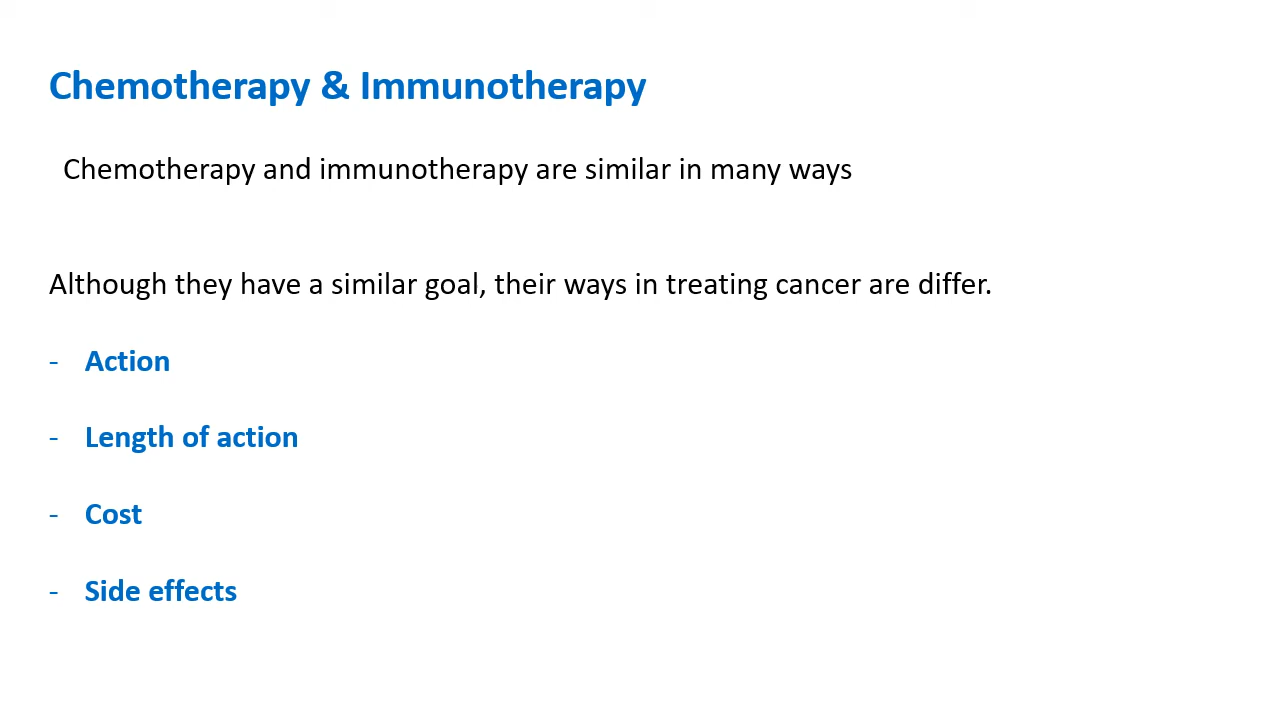 Chemotherapy & Immunotherapy
Chemotherapy and immunotherapy are similar in many ways
Although they have a similar goal, their ways in treating cancer are differ.
- Action
- Length of action
- Cost
- Side effects